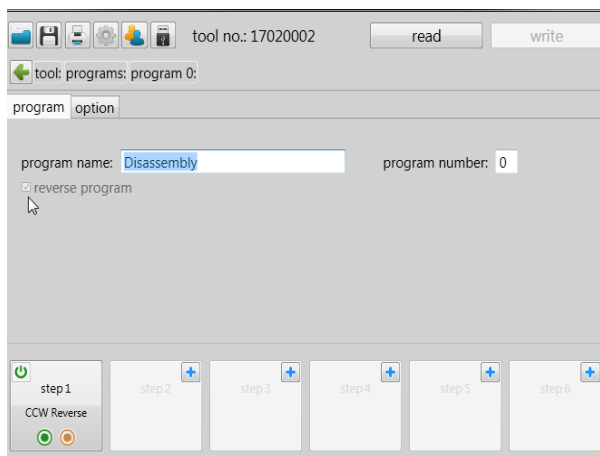 tool no.: 17020002 read write
tool: programs: program 0:
program option
program name: Disassembly program number: 0
reverse program
step 1 step 2 step 3 step 4 step 5 step 6
CCW Reverse